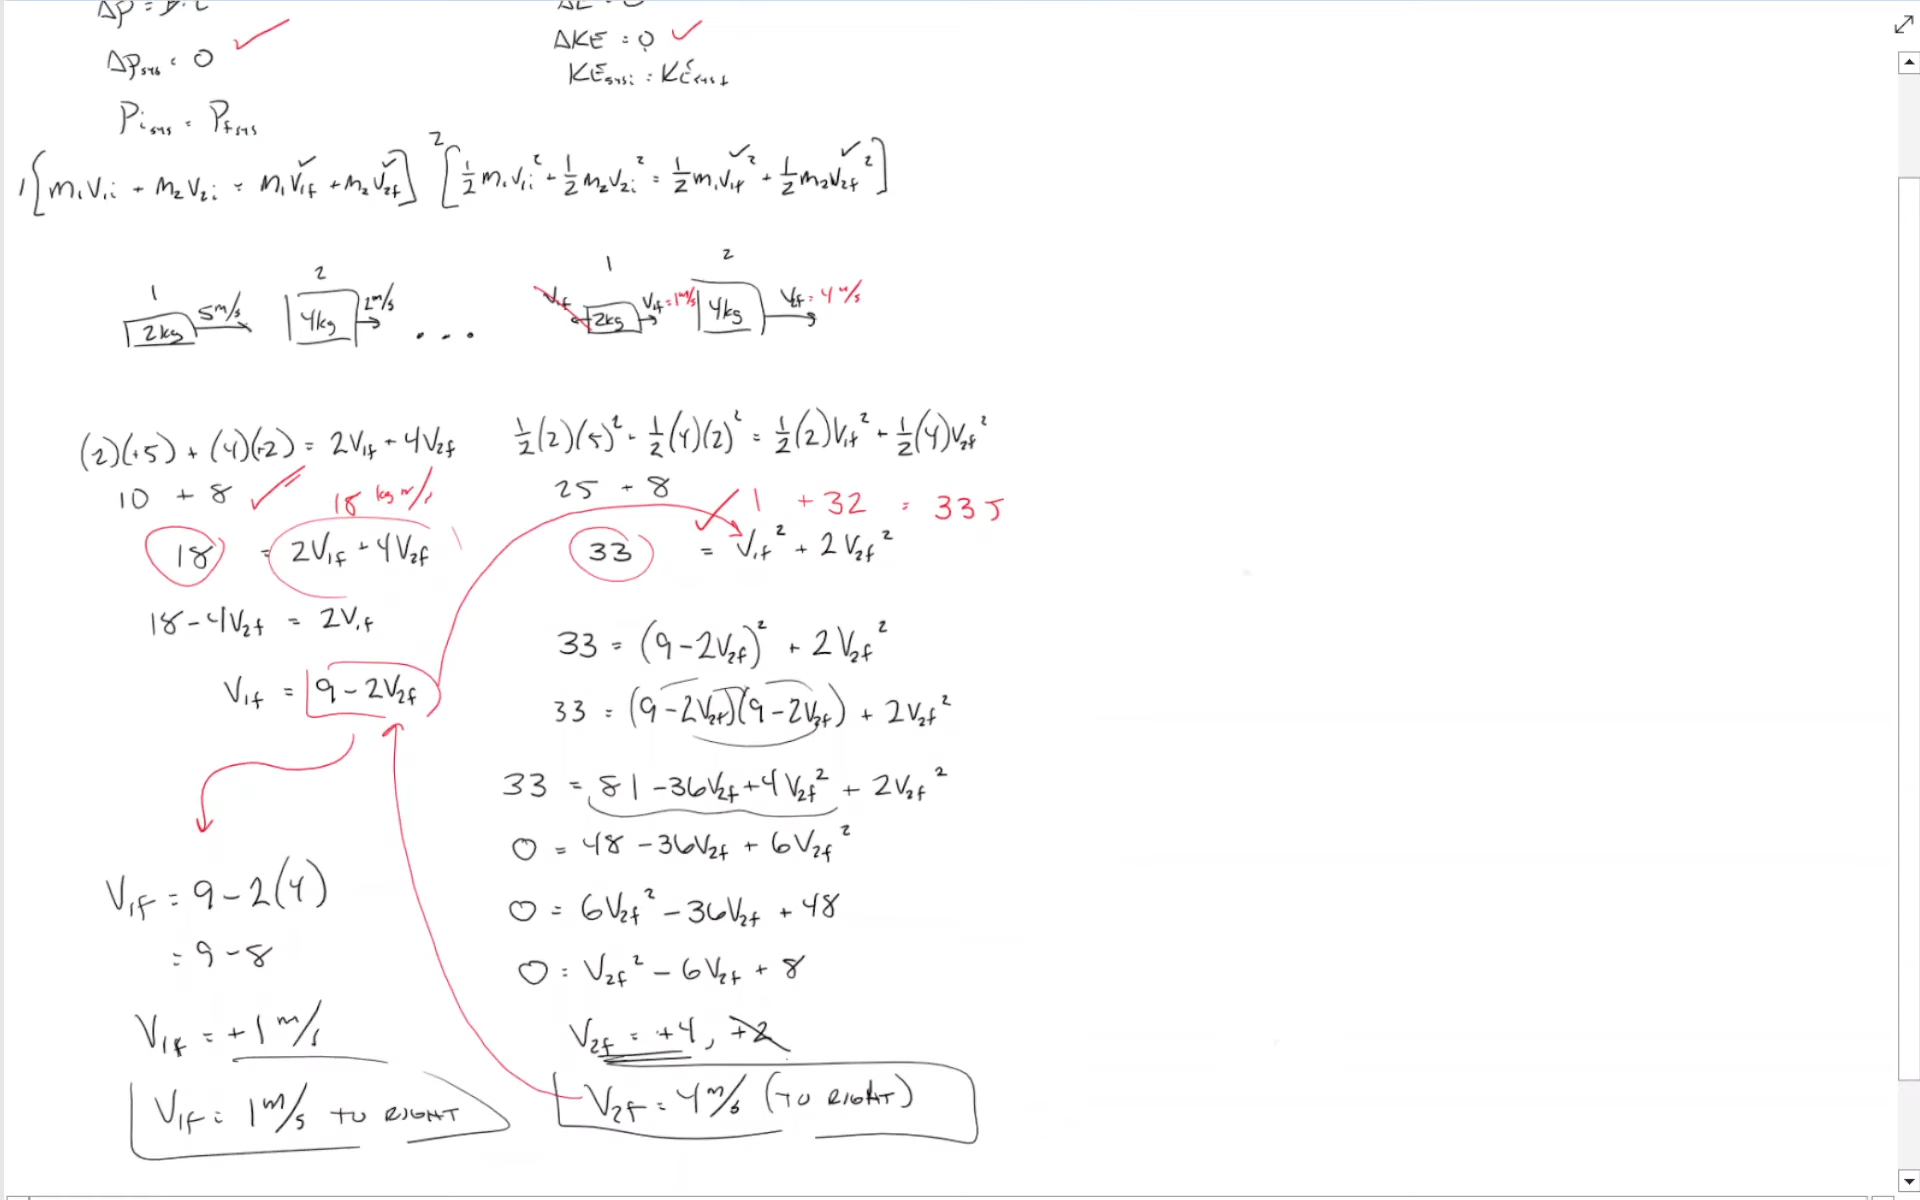 ΔPsys = 0 ✓
Pisys = Pfsys
ΔKE = 0 ✓
KEsysi = KEsysf
1[m₁V₁i + m₂V₂i = m₁V₁f + m₂V₂f]
2[½m₁V₁i² + ½m₂V₂i² = ½m₁V₁f² + ½m₂V₂f²]
1 2 1 2
2kg 5m/s 4kg 2m/s ... V₁f 2kg V₁f = 1m/s 4kg V₂f = 4m/s
(2)(+5) + (4)(+2) = 2V₁f + 4V₂f
10 + 8 ✓ 18 kg m/s
18 = 2V₁f + 4V₂f
18 - 4V₂f = 2V₁f
V₁f = 9 - 2V₂f
V₁f = 9 - 2(4)
= 9 - 8
V₁f = +1 m/s
V₁f = 1 m/s TO RIGHT
½(2)(5)² + ½(4)(2)² = ½(2)V₁f² + ½(4)V₂f²
25 + 8 ✓ 1 + 32 = 33 J
33 = V₁f² + 2V₂f²
33 = (9 - 2V₂f)² + 2V₂f²
33 = (9 - 2V₂f)(9 - 2V₂f) + 2V₂f²
33 = 81 - 36V₂f + 4V₂f² + 2V₂f²
0 = 48 - 36V₂f + 6V₂f²
0 = 6V₂f² - 36V₂f + 48
0 = V₂f² - 6V₂f + 8
V₂f = +4, +2
V₂f = 4 m/s (TO RIGHT)